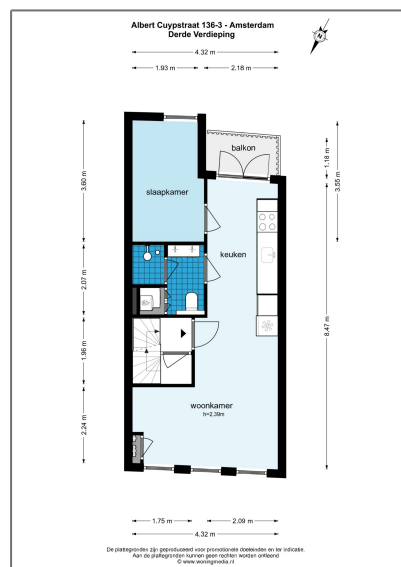 Albert Cuypstraat 136-3 - Amsterdam
Derde Verdieping
N
4.32 m
1.93 m
2.18 m
balkon
1.18 m
3.55 m
3.60 m
slaapkamer
keuken
2.07 m
8.47 m
1.96 m
woonkamer
h=2,39m
2.24 m
1.75 m
2.09 m
4.32 m
De plattegronden zijn geproduceerd voor promotionele doeleinden en ter indicatie.
Aan de plattegronden kunnen geen rechten worden ontleend
© www.woningmedia.nl